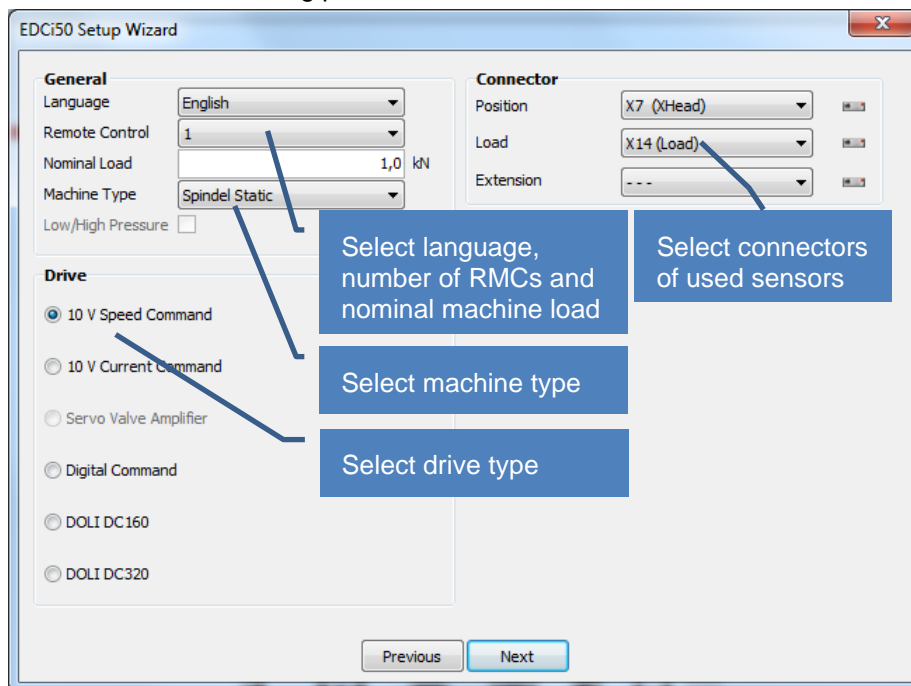 EDCi50 Setup Wizard
General
Language English
Remote Control 1
Nominal Load 1,0 kN
Machine Type Spindel Static
Low/High Pressure
Connector
Position X7 (XHead)
Load X14 (Load)
Extension ---
Select language,
number of RMCs and
nominal machine load
Select connectors
of used sensors
Drive
10 V Speed Command
10 V Current Command
Select machine type
Servo Valve Amplifier
Select drive type
Digital Command
DOLI DC160
DOLI DC320
Previous Next